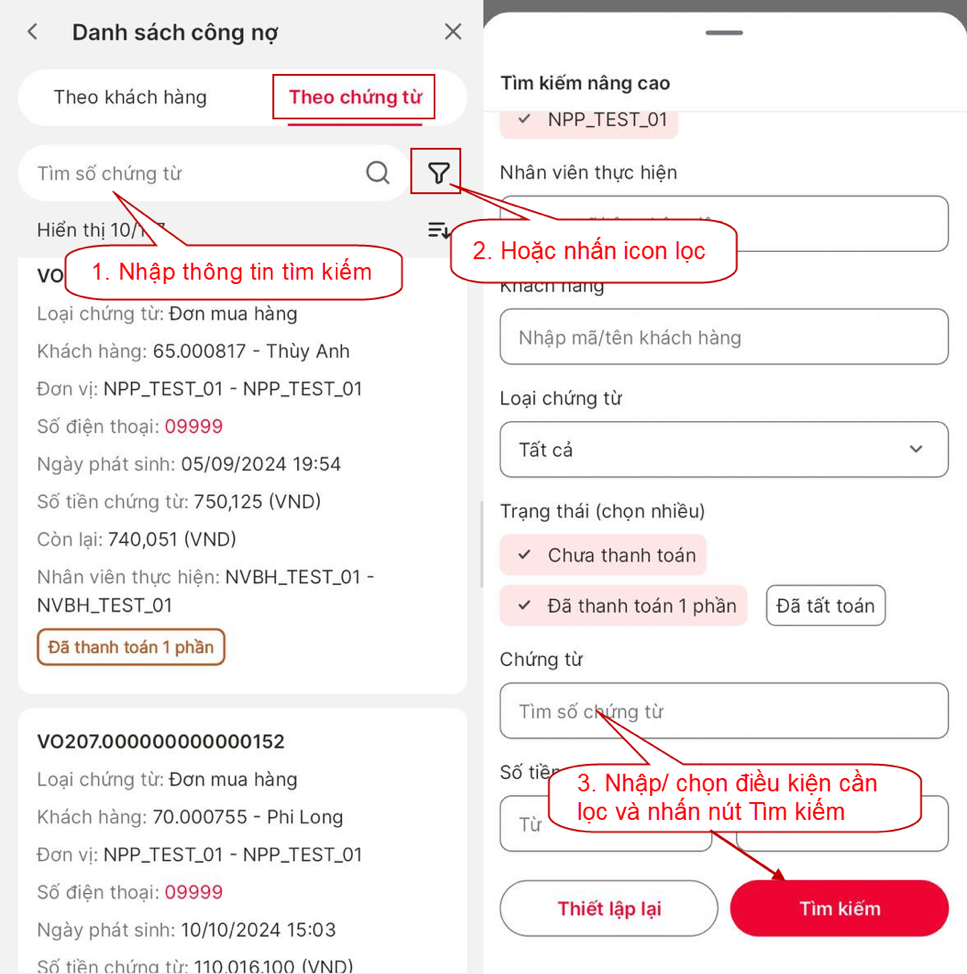 Danh sách công nợ
Theo khách hàng
Theo chứng từ
Tìm số chứng từ
Hiển thị 10/1
1. Nhập thông tin tìm kiếm
2. Hoặc nhấn icon lọc
VO
Loại chứng từ: Đơn mua hàng
Khách hàng: 65.000817 - Thùy Anh
Đơn vị: NPP_TEST_01 - NPP_TEST_01
Số điện thoại: 09999
Ngày phát sinh: 05/09/2024 19:54
Số tiền chứng từ: 750,125 (VND)
Còn lại: 740,051 (VND)
Nhân viên thực hiện: NVBH_TEST_01 -
NVBH_TEST_01
Đã thanh toán 1 phần
VO207.000000000000152
Loại chứng từ: Đơn mua hàng
Khách hàng: 70.000755 - Phi Long
Đơn vị: NPP_TEST_01 - NPP_TEST_01
Số điện thoại: 09999
Ngày phát sinh: 10/10/2024 15:03
Số tiền chứng từ: 110,016,100 (VND)
Tìm kiếm nâng cao
NPP_TEST_01
Nhân viên thực hiện
Khách hàng
Nhập mã/tên khách hàng
Loại chứng từ
Tất cả
Trạng thái (chọn nhiều)
Chưa thanh toán
Đã thanh toán 1 phần
Đã tất toán
Chứng từ
Tìm số chứng từ
Số tiền
3. Nhập/ chọn điều kiện cần
lọc và nhấn nút Tìm kiếm
Từ
Thiết lập lại
Tìm kiếm